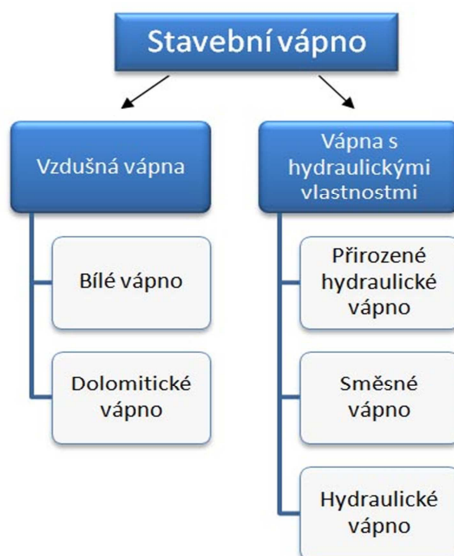 Stavební vápno
Vzdušná vápna
Bílé vápno
Dolomitické
vápno
Vápna s
hydraulickými
vlastnostmi
Přirozené
hydraulické
vápno
Směsné
vápno
Hydraulické
vápno